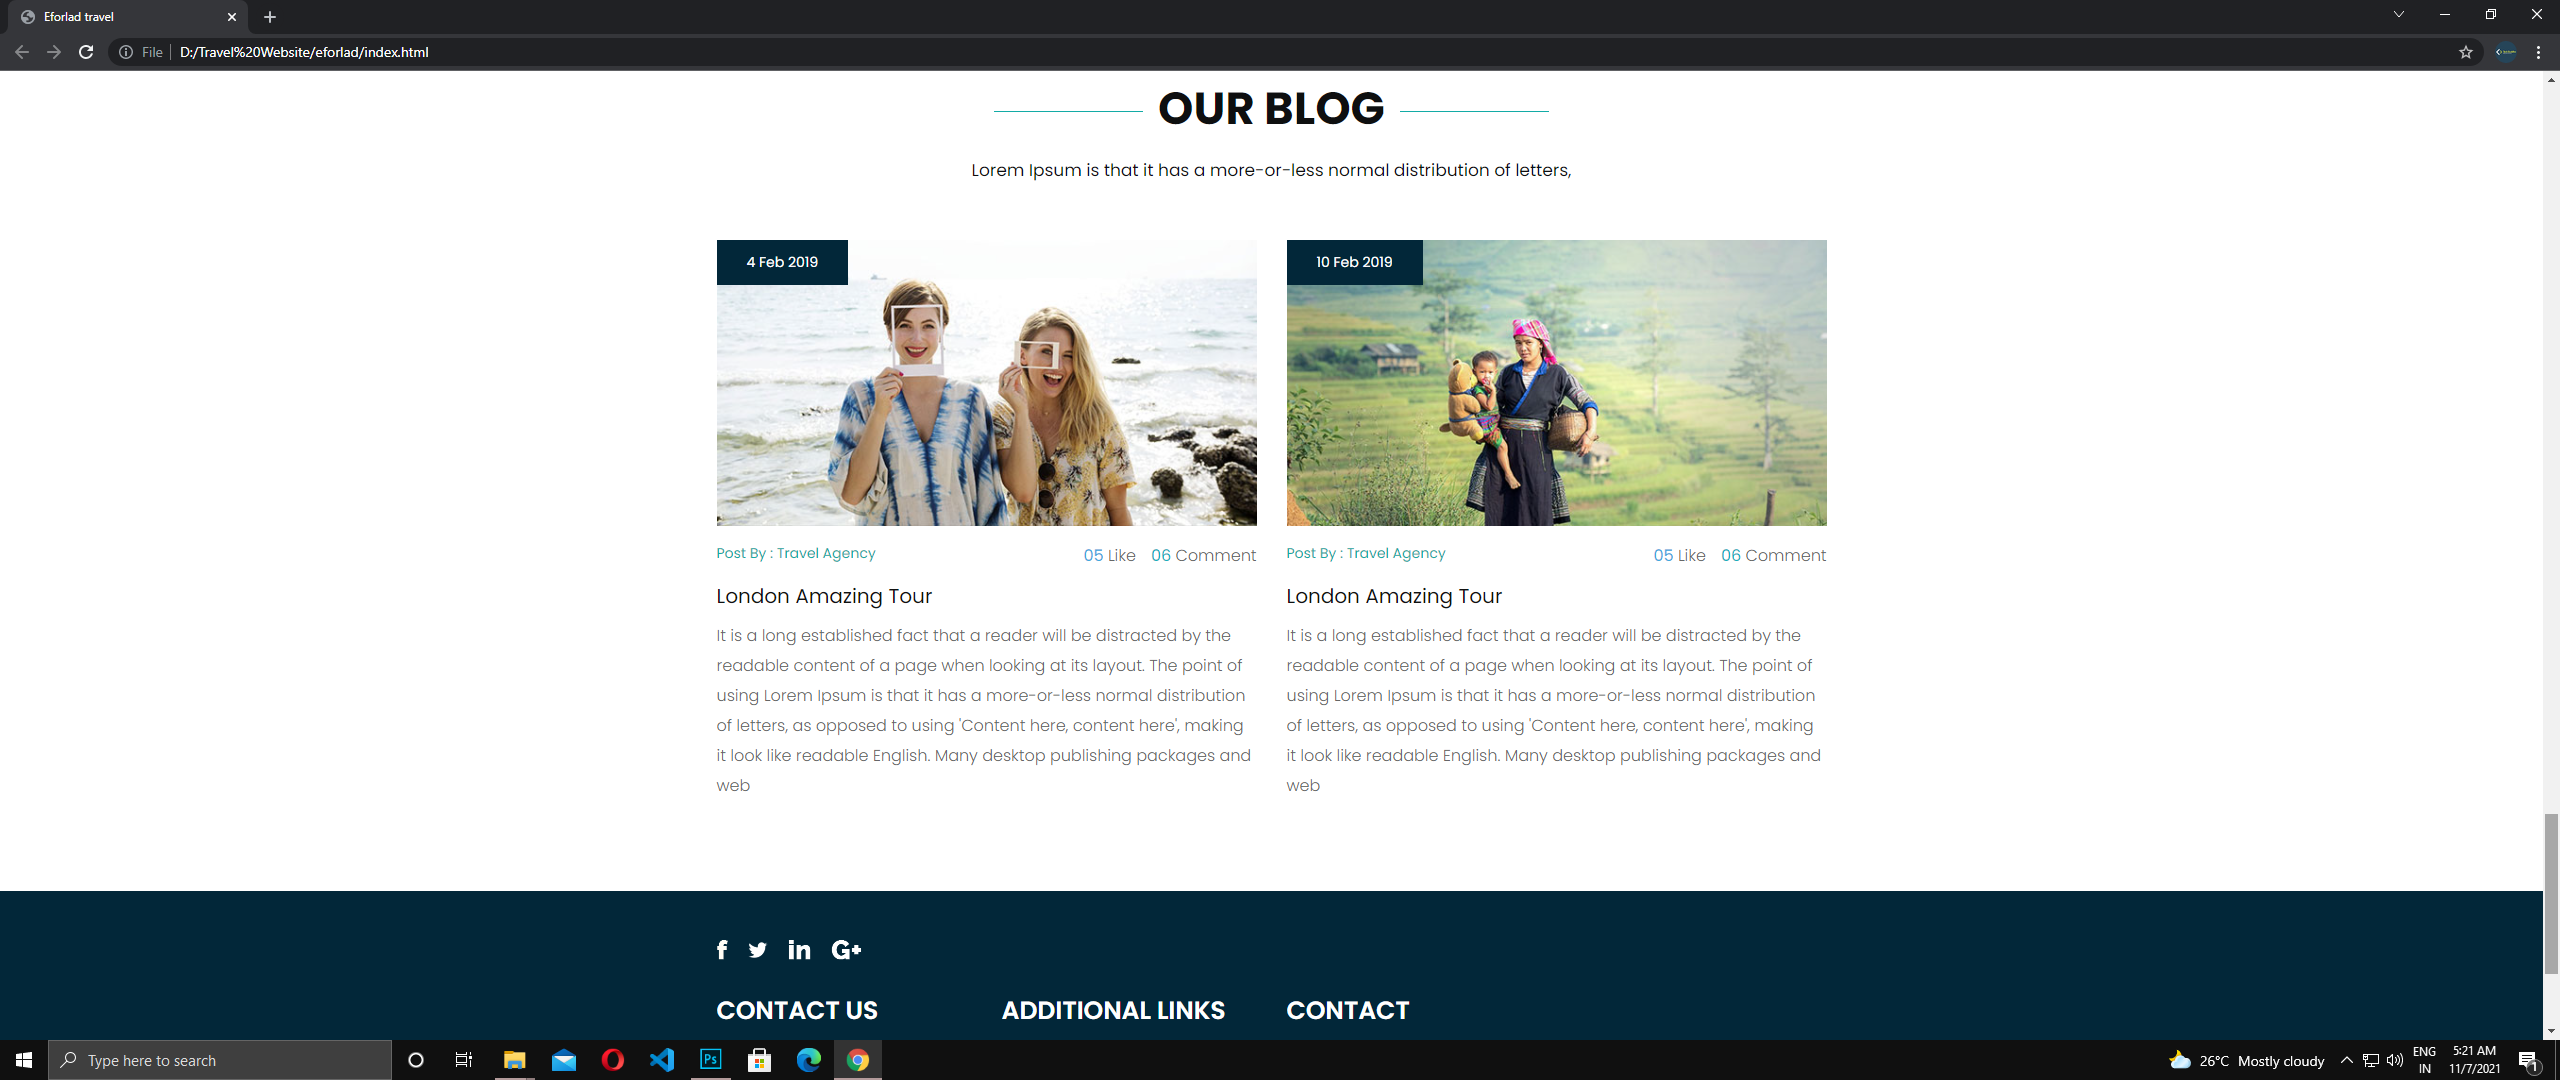 Eforlad travel
File
D:/Travel%20Website/eforlad/index.html
OUR BLOG
Lorem Ipsum is that it has a more-or-less normal distribution of letters,
4 Feb 2019
Post By : Travel Agency
05 Like 06 Comment
London Amazing Tour
It is a long established fact that a reader will be distracted by the
readable content of a page when looking at its layout. The point of
using Lorem Ipsum is that it has a more-or-less normal distribution
of letters, as opposed to using 'Content here, content here', making
it look like readable English. Many desktop publishing packages and
web
10 Feb 2019
Post By : Travel Agency
05 Like 06 Comment
London Amazing Tour
It is a long established fact that a reader will be distracted by the
readable content of a page when looking at its layout. The point of
using Lorem Ipsum is that it has a more-or-less normal distribution
of letters, as opposed to using 'Content here, content here', making
it look like readable English. Many desktop publishing packages and
web
f in G+
CONTACT US
ADDITIONAL LINKS
CONTACT
Type here to search
Ps
26°C Mostly cloudy
ENG
IN
5:21 AM
11/7/2021
1